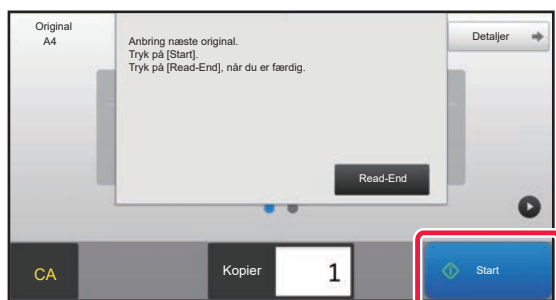 Original
A4
Anbring næste original.
Tryk på [Start].
Tryk på [Read-End], når du er færdig.
Detaljer
Read-End
CA
Kopier
1
Start